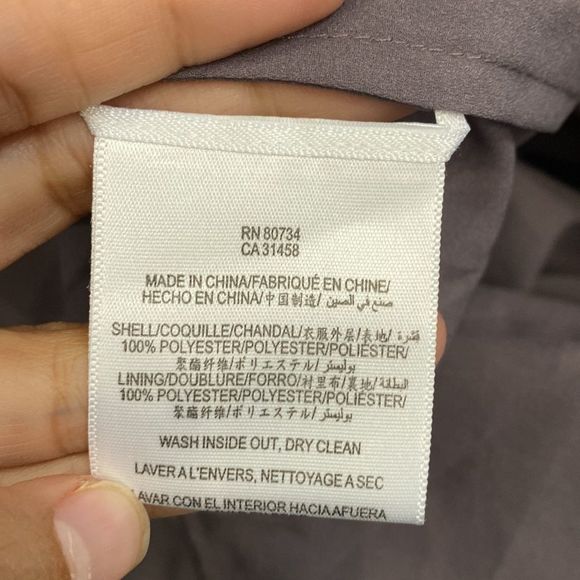 RN 80734
CA 31458
MADE IN CHINA/FABRIQUÉ EN CHINE/
HECHO EN CHINA/中国制造/ صنع في الصين/
SHELL/COQUILLE/CHANDAL/衣服外层/表地/ قشرة/
100% POLYESTER/POLYESTER/POLIÉSTER/
聚酯纤维/ポリエステル/بوليستر/
LINING/DOUBLURE/FORRO/衬里布/裏地/ البطانة/
100% POLYESTER/POLYESTER/POLIÉSTER/
聚酯纤维/ポリエステル/بوليستر/
WASH INSIDE OUT, DRY CLEAN
LAVER A L'ENVERS, NETTOYAGE A SEC
LAVAR CON EL INTERIOR HACIA AFUERA